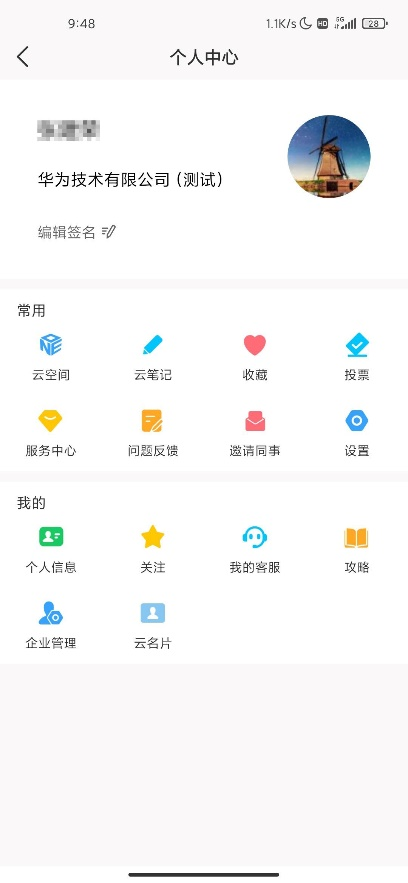 9:48 1.1K/s HD 5G 28
个人中心
华为技术有限公司（测试）
编辑签名
常用
云空间 云笔记 收藏 投票
服务中心 问题反馈 邀请同事 设置
我的
个人信息 关注 我的客服 攻略
企业管理 云名片